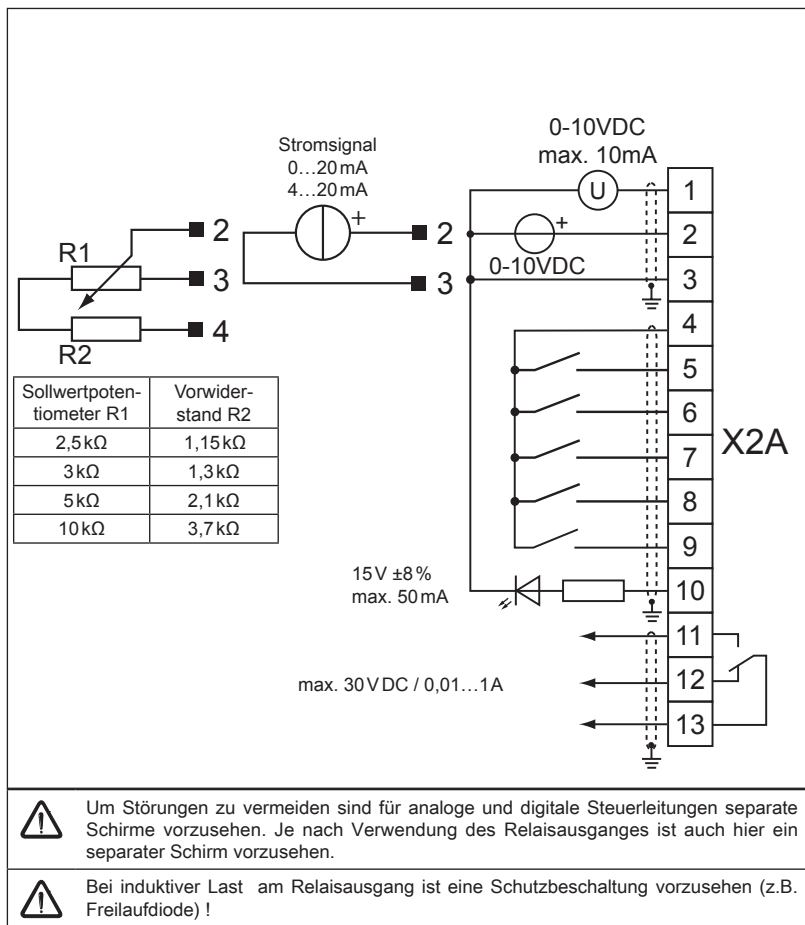 0-10VDC
max. 10mA
Stromsignal
0…20mA
4…20mA
U
1
+
2
2
+
2
R1
0-10VDC
3
3
3
4
4
R2
5
Sollwertpoten-
tiometer R1
Vorwider-
stand R2
6
X2A
2,5kΩ
1,15kΩ
7
3kΩ
1,3kΩ
5kΩ
2,1kΩ
8
10kΩ
3,7kΩ
9
15V ±8%
max. 50mA
10
11
max. 30VDC / 0,01…1A
12
13
Um Störungen zu vermeiden sind für analoge und digitale Steuerleitungen separate
Schirme vorzusehen. Je nach Verwendung des Relaisausganges ist auch hier ein
separater Schirm vorzusehen.
Bei induktiver Last am Relaisausgang ist eine Schutzbeschaltung vorzusehen (z.B.
Freilaufdiode) !